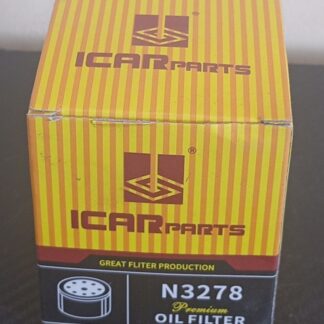 ICARPARTS
®
ICARPARTS
GREAT FLITER PRODUCTION
N3278
Premium
OIL FILTER